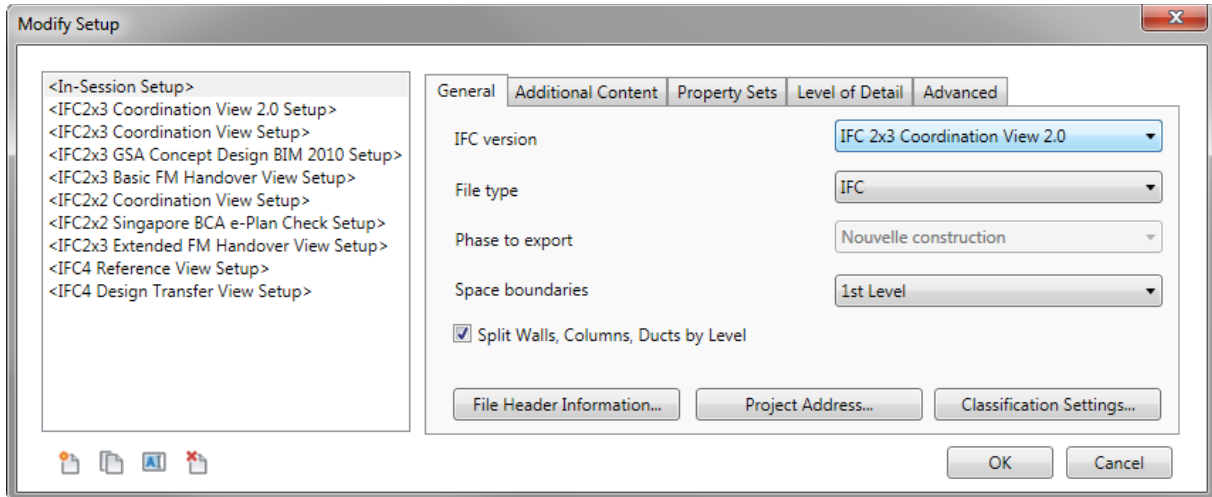 Modify Setup
<In-Session Setup>
<IFC2x3 Coordination View 2.0 Setup>
<IFC2x3 Coordination View Setup>
<IFC2x3 GSA Concept Design BIM 2010 Setup>
<IFC2x3 Basic FM Handover View Setup>
<IFC2x2 Coordination View Setup>
<IFC2x2 Singapore BCA e-Plan Check Setup>
<IFC2x3 Extended FM Handover View Setup>
<IFC4 Reference View Setup>
<IFC4 Design Transfer View Setup>
General Additional Content Property Sets Level of Detail Advanced
IFC version IFC 2x3 Coordination View 2.0
File type IFC
Phase to export Nouvelle construction
Space boundaries 1st Level
Split Walls, Columns, Ducts by Level
File Header Information... Project Address... Classification Settings...
AI
OK Cancel